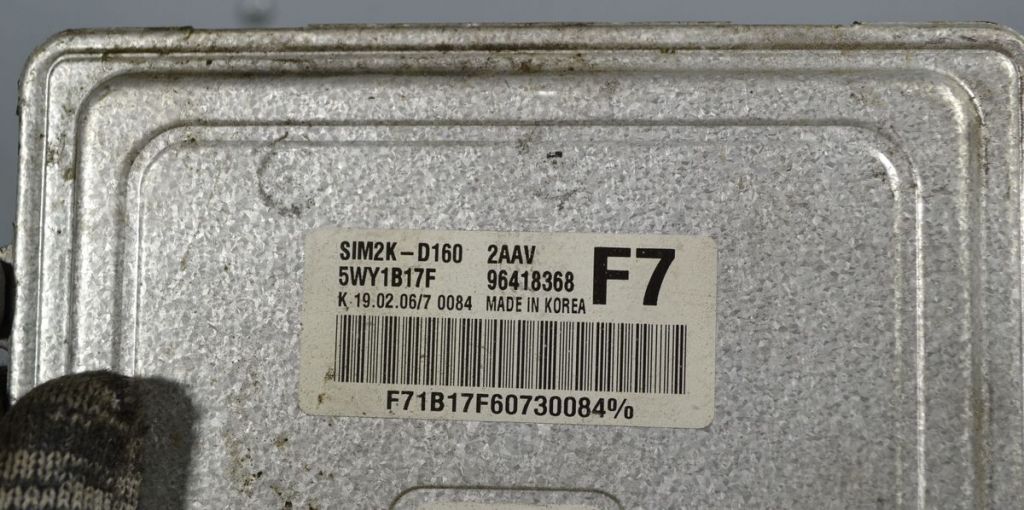 SIM2K-D160 2AAV F7
5WY1B17F 96418368
K 19.02.06/7 0084 MADE IN KOREA
F71B17F60730084%